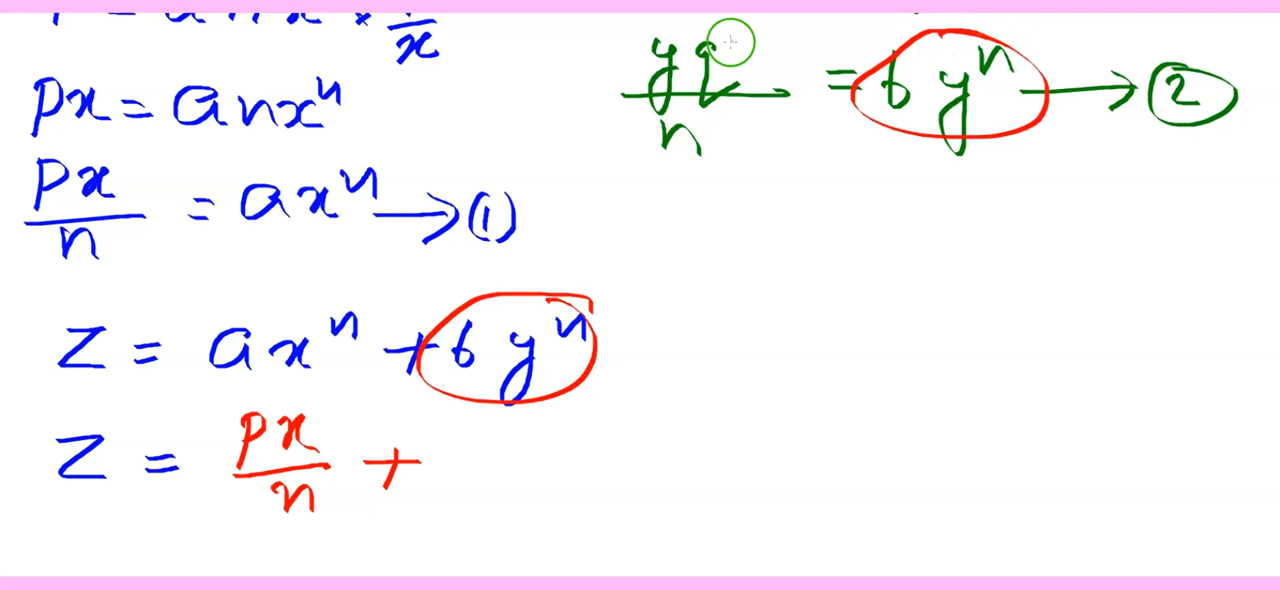 x
px = anxⁿ
px/n = axⁿ → ①
z = axⁿ + byⁿ
z = px/n +
yq/n = byⁿ → ②